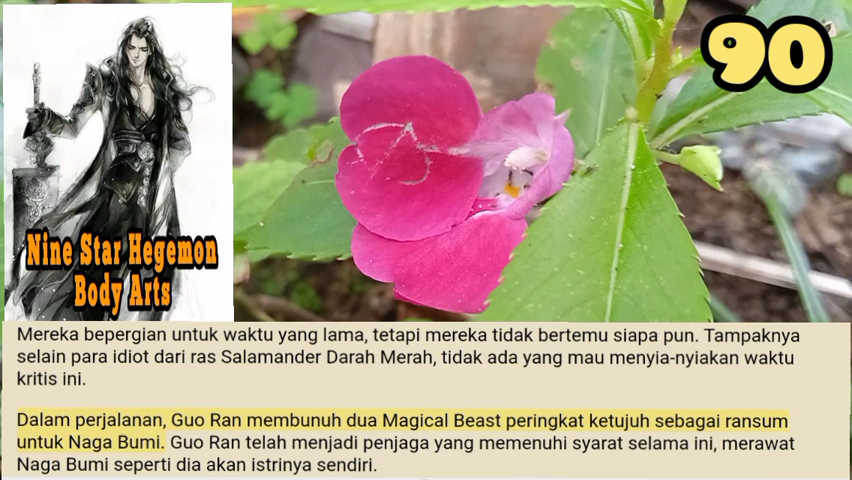 90
Nine Star Hegemon
Body Arts
Mereka bepergian untuk waktu yang lama, tetapi mereka tidak bertemu siapa pun. Tampaknya
selain para idiot dari ras Salamander Darah Merah, tidak ada yang mau menyia-nyiakan waktu
kritis ini.
Dalam perjalanan, Guo Ran membunuh dua Magical Beast peringkat ketujuh sebagai ransum
untuk Naga Bumi. Guo Ran telah menjadi penjaga yang memenuhi syarat selama ini, merawat
Naga Bumi seperti dia akan istrinya sendiri.